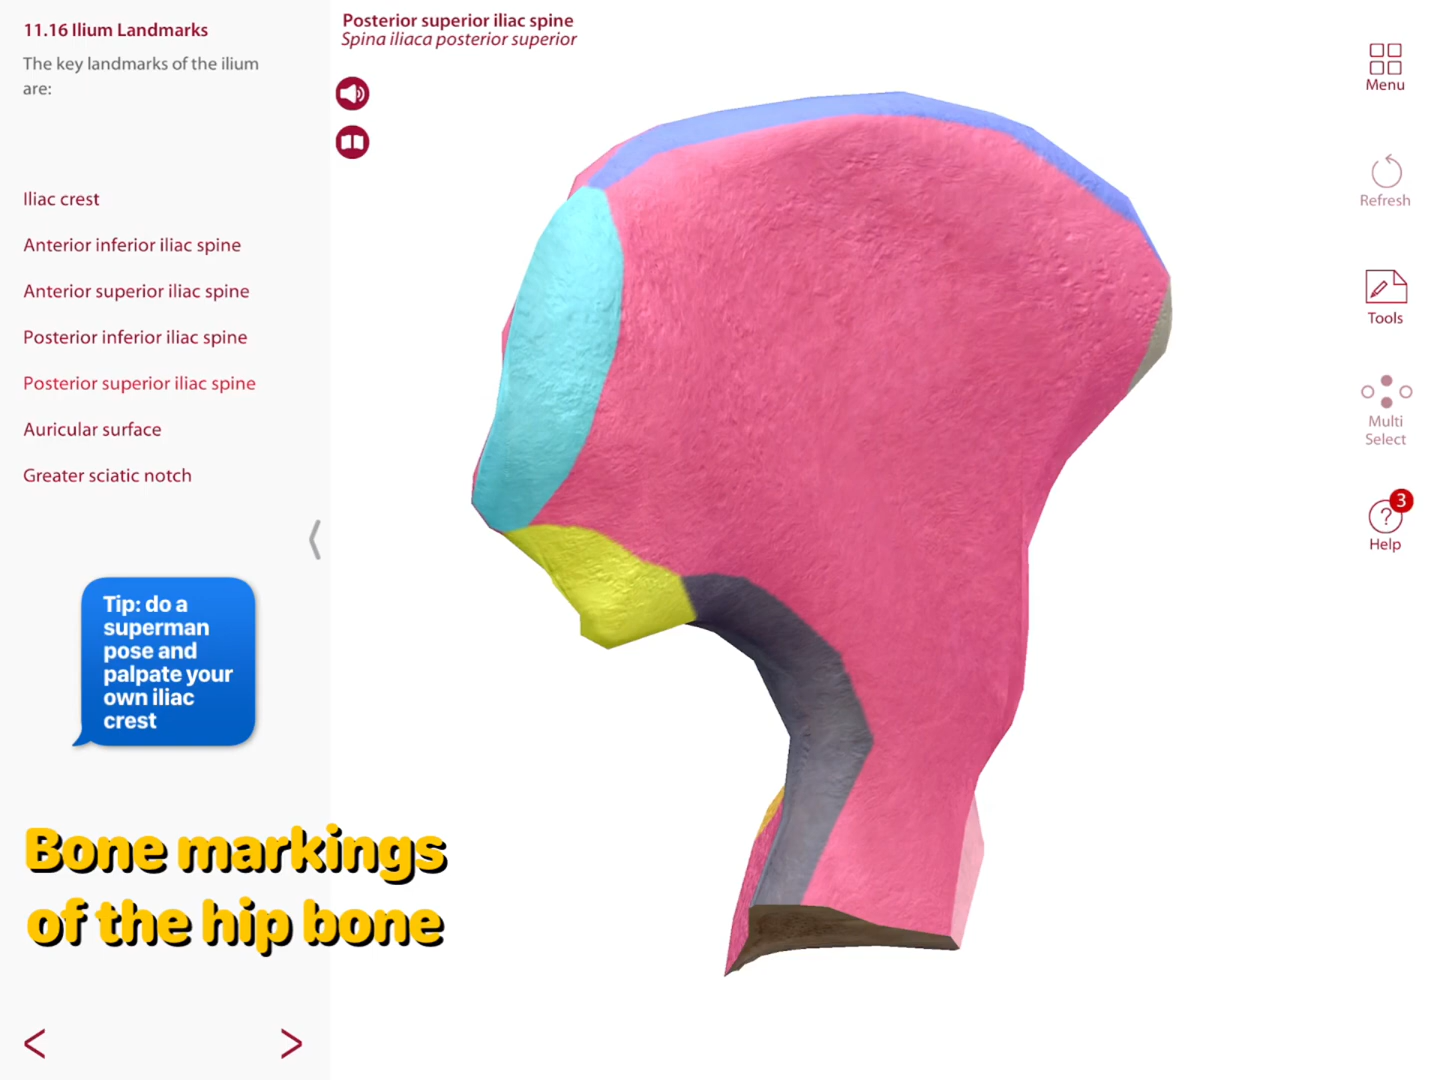 11.16 Ilium Landmarks
The key landmarks of the ilium
are:
Iliac crest
Anterior inferior iliac spine
Anterior superior iliac spine
Posterior inferior iliac spine
Posterior superior iliac spine
Auricular surface
Greater sciatic notch
Tip: do a
superman
pose and
palpate your
own iliac
crest
Bone markings
of the hip bone
<
>
Posterior superior iliac spine
Spina iliaca posterior superior
Menu
Refresh
Tools
Multi
Select
3
?
Help